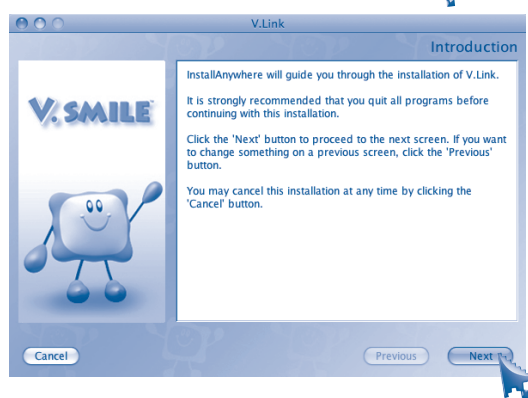 V.Link
Introduction
V.SMILE
InstallAnywhere will guide you through the installation of V.Link.
It is strongly recommended that you quit all programs before
continuing with this installation.
Click the 'Next' button to proceed to the next screen. If you want
to change something on a previous screen, click the 'Previous'
button.
You may cancel this installation at any time by clicking the
'Cancel' button.
Cancel
Previous
Next